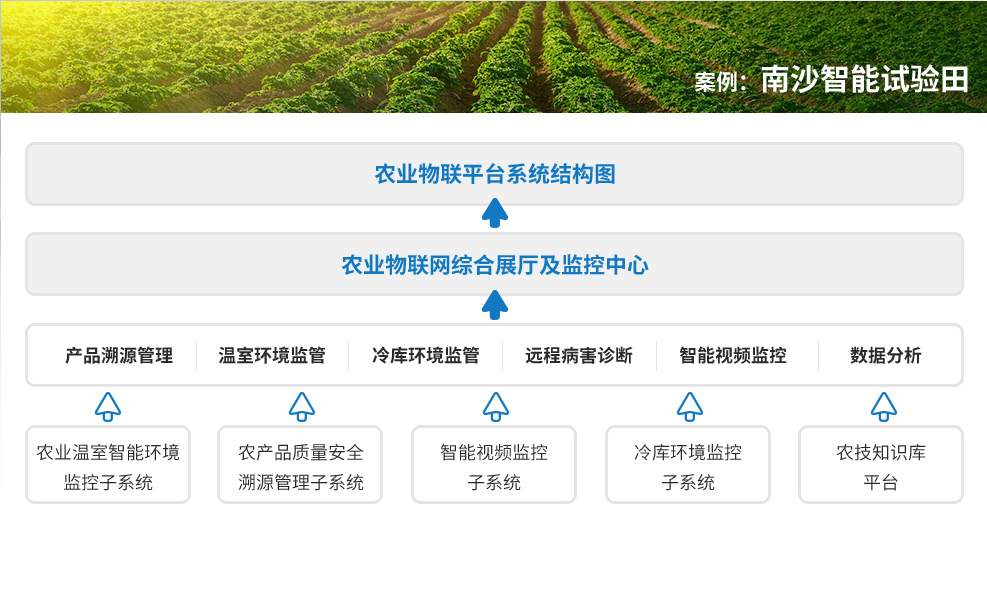 案例：南沙智能试验田
农业物联平台系统结构图
农业物联网综合展厅及监控中心
产品溯源管理
温室环境监管
冷库环境监管
远程病害诊断
智能视频监控
数据分析
农业温室智能环境
监控子系统
农产品质量安全
溯源管理子系统
智能视频监控
子系统
冷库环境监控
子系统
农技知识库
平台